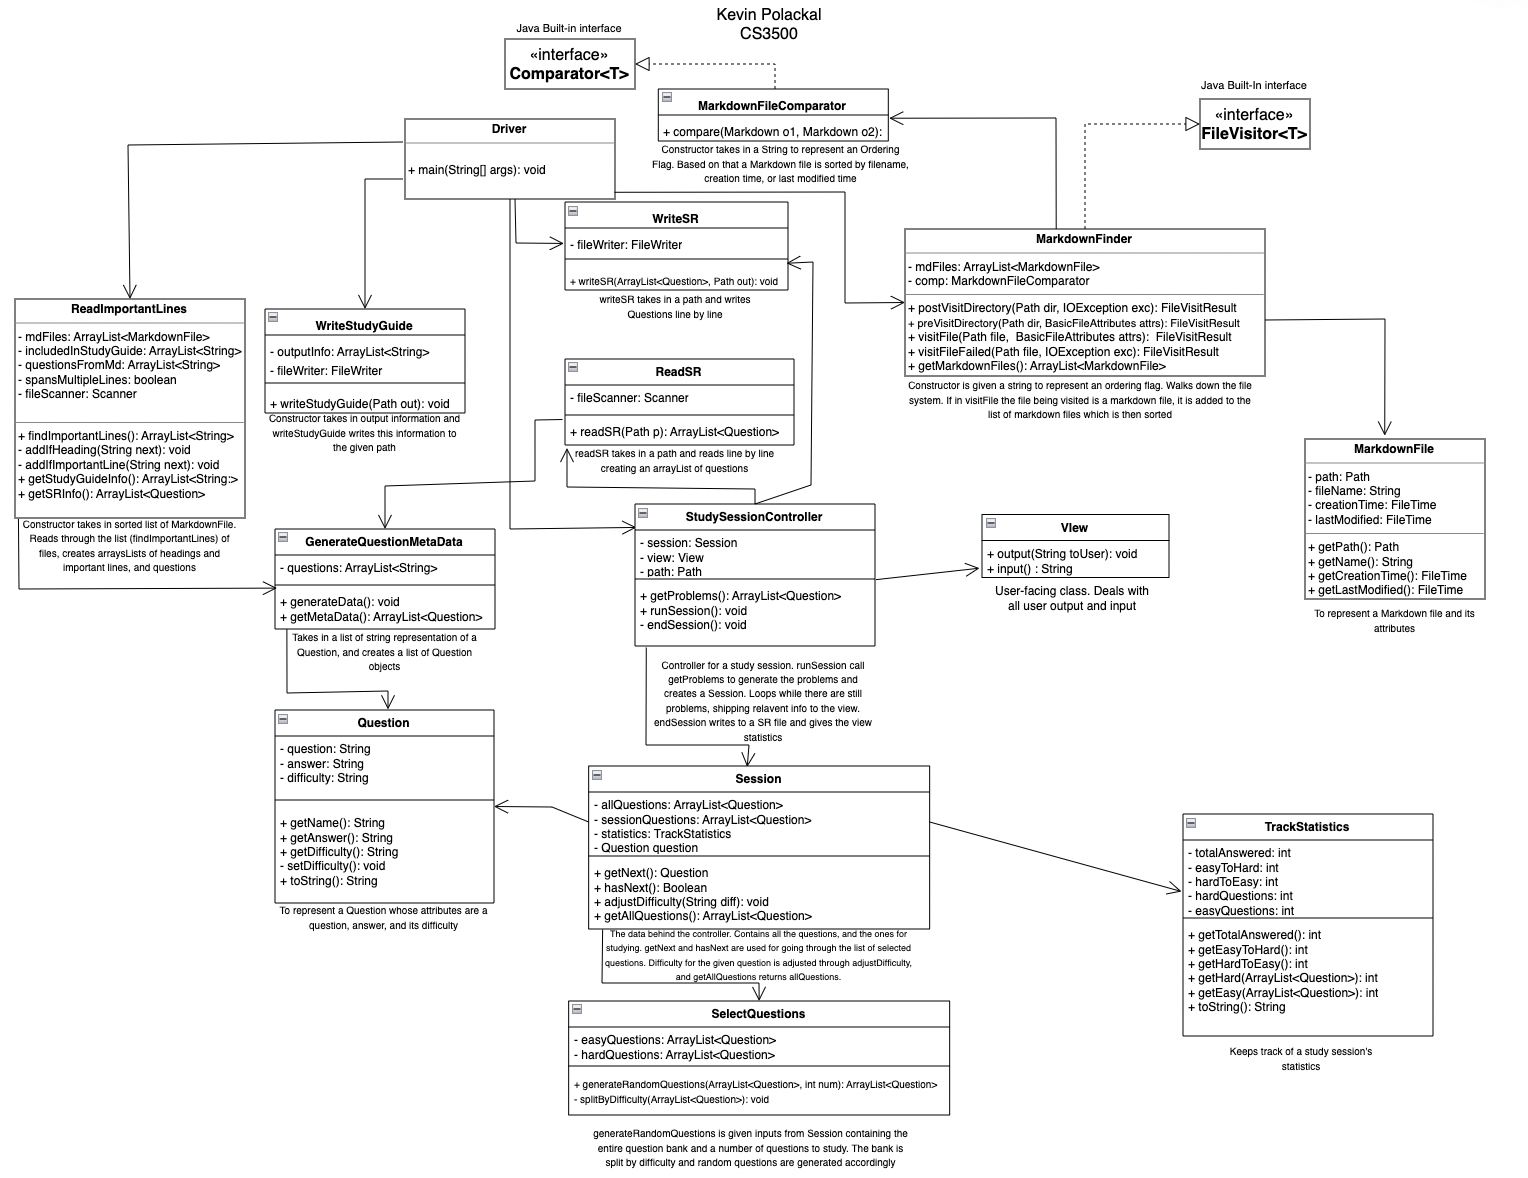 Kevin Polackal
CS3500
Java Built-in interface
«interface»
Comparator<T>
MarkdownFileComparator
+ compare(Markdown o1, Markdown o2):
Constructor takes in a String to represent an Ordering
Flag. Based on that a Markdown file is sorted by filename,
creation time, or last modified time
Java Built-In interface
«interface»
FileVisitor<T>
Driver
+ main(String[] args): void
WriteSR
- fileWriter: FileWriter
+ writeSR(ArrayList<Question>, Path out): void
writeSR takes in a path and writes
Questions line by line
MarkdownFinder
- mdFiles: ArrayList<MarkdownFile>
- comp: MarkdownFileComparator
+ postVisitDirectory(Path dir, IOException exc): FileVisitResult
+ preVisitDirectory(Path dir, BasicFileAttributes attrs): FileVisitResult
+ visitFile(Path file,  BasicFileAttributes attrs):  FileVisitResult
+ visitFileFailed(Path file, IOException exc): FileVisitResult
+ getMarkdownFiles(): ArrayList<MarkdownFile>
Constructor is given a string to represent an ordering flag. Walks down the file
system. If in visitFile the file being visited is a markdown file, it is added to the
list of markdown files which is then sorted
ReadImportantLines
- mdFiles: ArrayList<MarkdownFile>
- includedInStudyGuide: ArrayList<String>
- questionsFromMd: ArrayList<String>
- spansMultipleLines: boolean
- fileScanner: Scanner
+ findImportantLines(): ArrayList<String>
- addIfHeading(String next): void
- addIfImportantLine(String next): void
+ getStudyGuideInfo(): ArrayList<String:>
+ getSRInfo(): ArrayList<Question>
Constructor takes in sorted list of MarkdownFile.
Reads through the list (findImportantLines) of
files, creates arraysLists of headings and
important lines, and questions
WriteStudyGuide
- outputInfo: ArrayList<String>
- fileWriter: FileWriter
+ writeStudyGuide(Path out): void
Constructor takes in output information and
writeStudyGuide writes this information to
the given path
ReadSR
- fileScanner: Scanner
+ readSR(Path p): ArrayList<Question>
readSR takes in a path and reads line by line
creating an arrayList of questions
MarkdownFile
- path: Path
- fileName: String
- creationTime: FileTime
- lastModified: FileTime
+ getPath(): Path
+ getName(): String
+ getCreationTime(): FileTime
+ getLastModified(): FileTime
To represent a Markdown file and its
attributes
GenerateQuestionMetaData
- questions: ArrayList<String>
+ generateData(): void
+ getMetaData(): ArrayList<Question>
Takes in a list of string representation of a
Question, and creates a list of Question
objects
StudySessionController
- session: Session
- view: View
- path: Path
+ getProblems(): ArrayList<Question>
+ runSession(): void
- endSession(): void
Controller for a study session. runSession call
getProblems to generate the problems and
creates a Session. Loops while there are still
problems, shipping relavent info to the view.
endSession writes to a SR file and gives the view
statistics
VIew
+ output(String toUser): void
+ input() : String
User-facing class. Deals with
all user output and input
Question
- question: String
- answer: String
- difficulty: String
+ getName(): String
+ getAnswer(): String
+ getDifficulty(): String
- setDifficulty(): void
+ toString(): String
To represent a Question whose attributes are a
question, answer, and its difficulty
Session
- allQuestions: ArrayList<Question>
- sessionQuestions: ArrayList<Question>
- statistics: TrackStatistics
- Question question
+ getNext(): Question
+ hasNext(): Boolean
+ adjustDifficulty(String diff): void
+ getAllQuestions(): ArrayList<Question>
The data behind the controller. Contains all the questions, and the ones for
studying. getNext and hasNext are used for going through the list of selected
questions. Difficulty for the given question is adjusted through adjustDifficulty,
and getAllQuestions returns allQuestions.
TrackStatistics
- totalAnswered: int
- easyToHard: int
- hardToEasy: int
- hardQuestions: int
- easyQuestions: int
+ getTotalAnswered(): int
+ getEasyToHard(): int
+ getHardToEasy(): int
+ getHard(ArrayList<Question>): int
+ getEasy(ArrayList<Question>): int
+ toString(): String
Keeps track of a study session's
statistics
SelectQuestions
- easyQuestions: ArrayList<Question>
- hardQuestions: ArrayList<Question>
+ generateRandomQuestions(ArrayList<Question>, int num): ArrayList<Question>
- splitByDifficulty(ArrayList<Question>): void
generateRandomQuestions is given inputs from Session containing the
entire question bank and a number of questions to study. The bank is
split by difficulty and random questions are generated accordingly